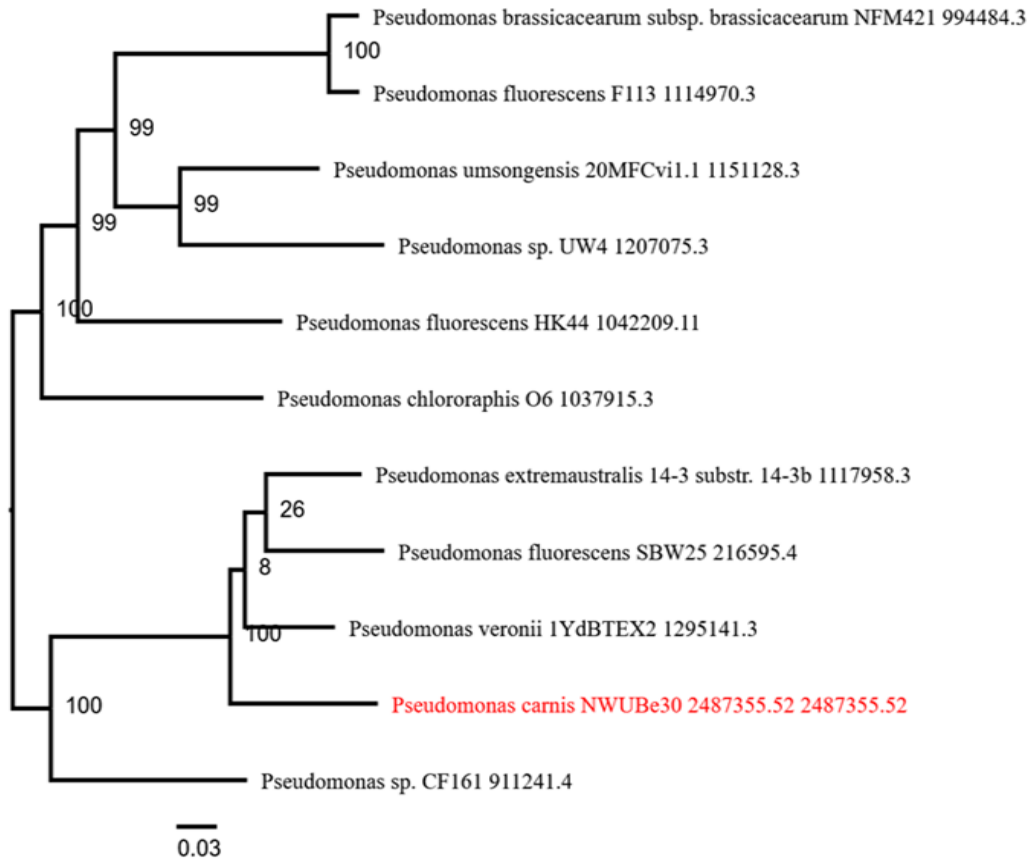 Pseudomonas brassicacearum subsp. brassicacearum NFM421 994484.3
100
Pseudomonas fluorescens F113 1114970.3
99
Pseudomonas umsongensis 20MFCvi1.1 1151128.3
99
99
Pseudomonas sp. UW4 1207075.3
100
Pseudomonas fluorescens HK44 1042209.11
Pseudomonas chlororaphis O6 1037915.3
Pseudomonas extremaustralis 14-3 substr. 14-3b 1117958.3
26
Pseudomonas fluorescens SBW25 216595.4
8
Pseudomonas veronii 1YdBTEX2 1295141.3
100
Pseudomonas carnis NWUBe30 2487355.52 2487355.52
100
Pseudomonas sp. CF161 911241.4
0.03